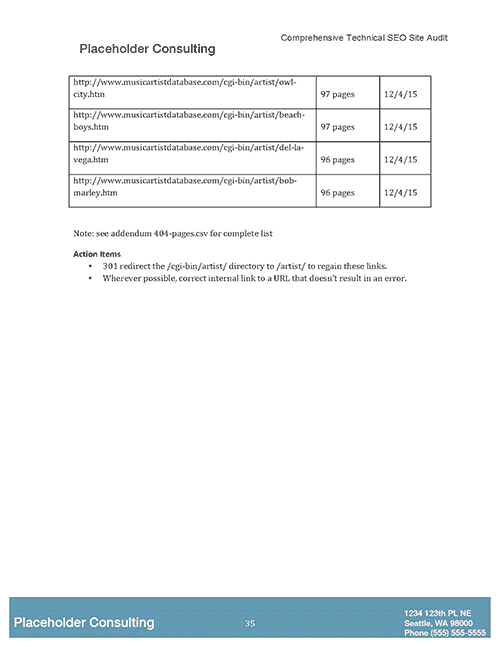 Comprehensive Technical SEO Site Audit
Placeholder Consulting
http://www.musicartistdatabase.com/cgi-bin/artist/owl-
city.htm 97 pages 12/4/15
http://www.musicartistdatabase.com/cgi-bin/artist/beach-
boys.htm 97 pages 12/4/15
http://www.musicartistdatabase.com/cgi-bin/artist/del-la-
vega.htm 96 pages 12/4/15
http://www.musicartistdatabase.com/cgi-bin/artist/bob-
marley.htm 96 pages 12/4/15
Note: see addendum 404-pages.csv for complete list
Action Items
• 301 redirect the /cgi-bin/artist/ directory to /artist/ to regain these links.
• Wherever possible, correct internal link to a URL that doesn't result in an error.
Placeholder Consulting
35
1234 123th PL NE
Seattle, WA 98000
Phone (555) 555-5555